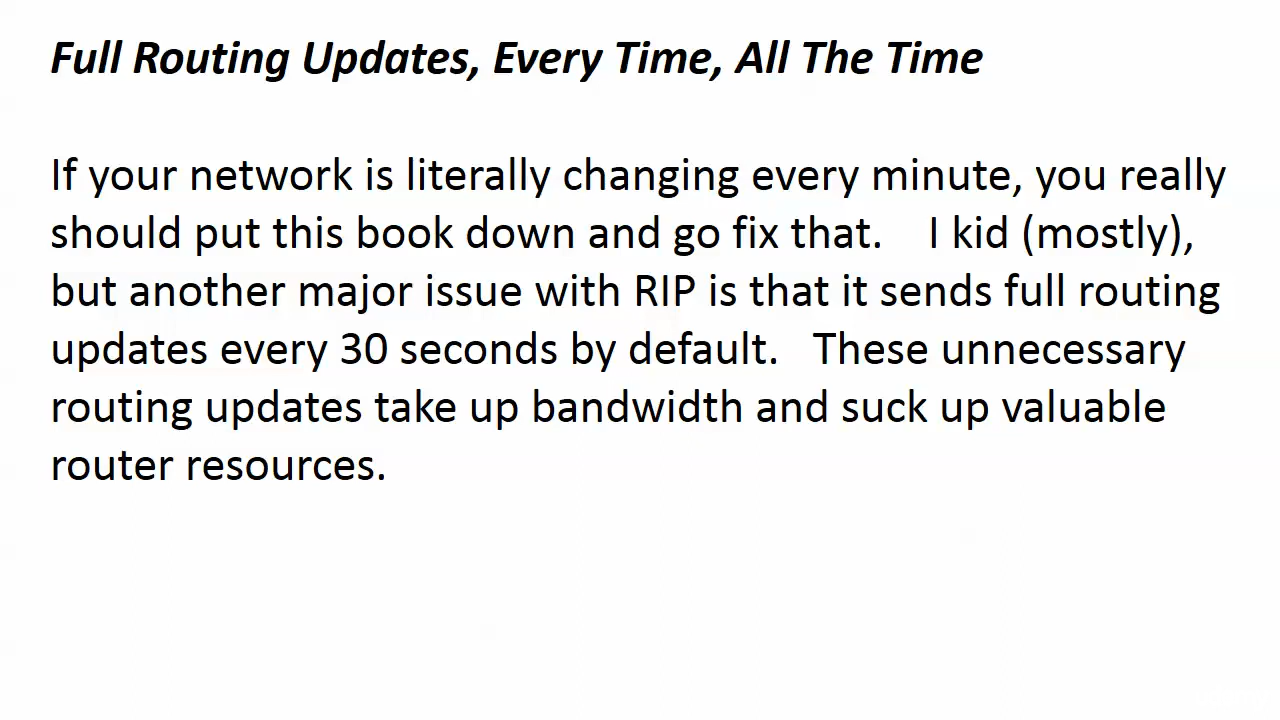 Full Routing Updates, Every Time, All The Time
If your network is literally changing every minute, you really
should put this book down and go fix that. I kid (mostly),
but another major issue with RIP is that it sends full routing
updates every 30 seconds by default. These unnecessary
routing updates take up bandwidth and suck up valuable
router resources.